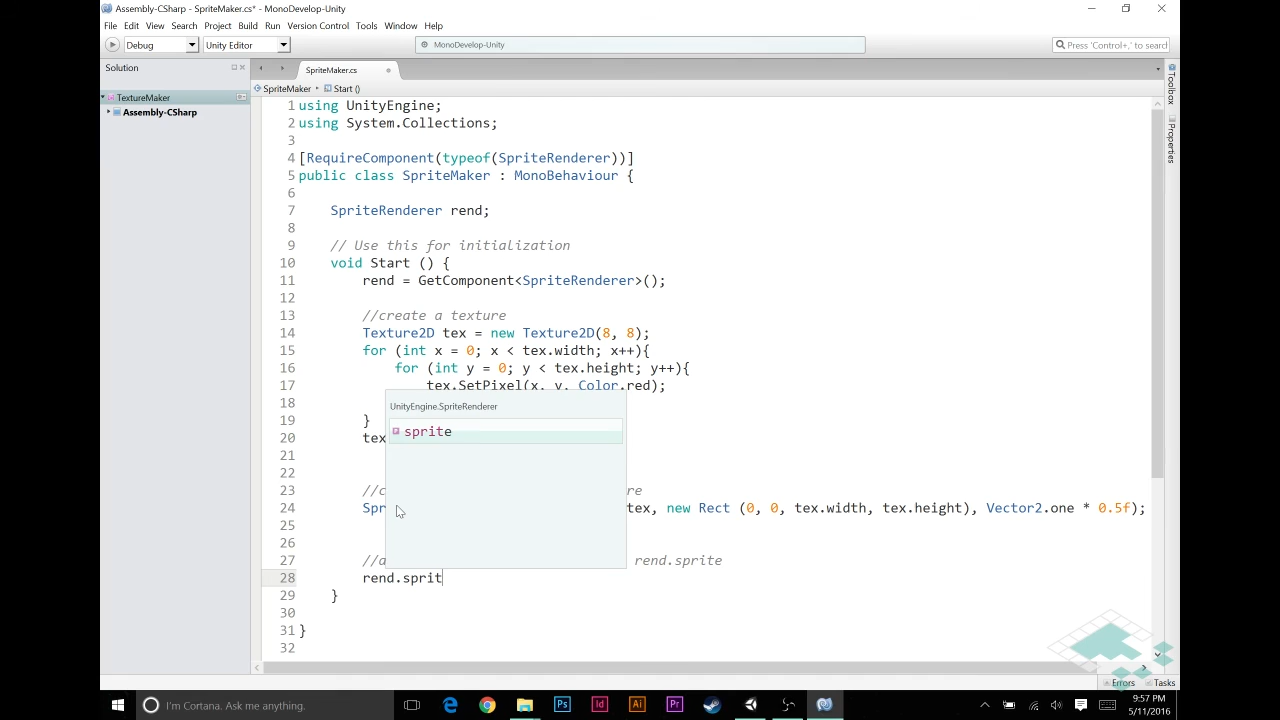 Assembly-CSharp - SpriteMaker.cs* - MonoDevelop-Unity
File Edit View Search Project Build Run Version Control Tools Window Help
Debug Unity Editor MonoDevelop-Unity Press 'Control+,' to search
Solution SpriteMaker.cs
SpriteMaker Start ()
TextureMaker
Assembly-CSharp
Toolbox
Properties
1 using UnityEngine;
2 using System.Collections;
3
4 [RequireComponent(typeof(SpriteRenderer))]
5 public class SpriteMaker : MonoBehaviour {
6
7 SpriteRenderer rend;
8
9 // Use this for initialization
10 void Start () {
11 rend = GetComponent<SpriteRenderer>();
12
13 //create a texture
14 Texture2D tex = new Texture2D(8, 8);
15 for (int x = 0; x < tex.width; x++){
16 for (int y = 0; y < tex.height; y++){
17 tex.SetPixel(x, y, Color.red);
18
19 }
20 tex
21
22
23 //c re
24 Spr tex, new Rect (0, 0, tex.width, tex.height), Vector2.one * 0.5f);
25
26
27 //a rend.sprite
28 rend.sprit
29 }
30
31 }
32
UnityEngine.SpriteRenderer
sprite
Errors Tasks
I'm Cortana. Ask me anything.
9:57 PM
5/11/2016